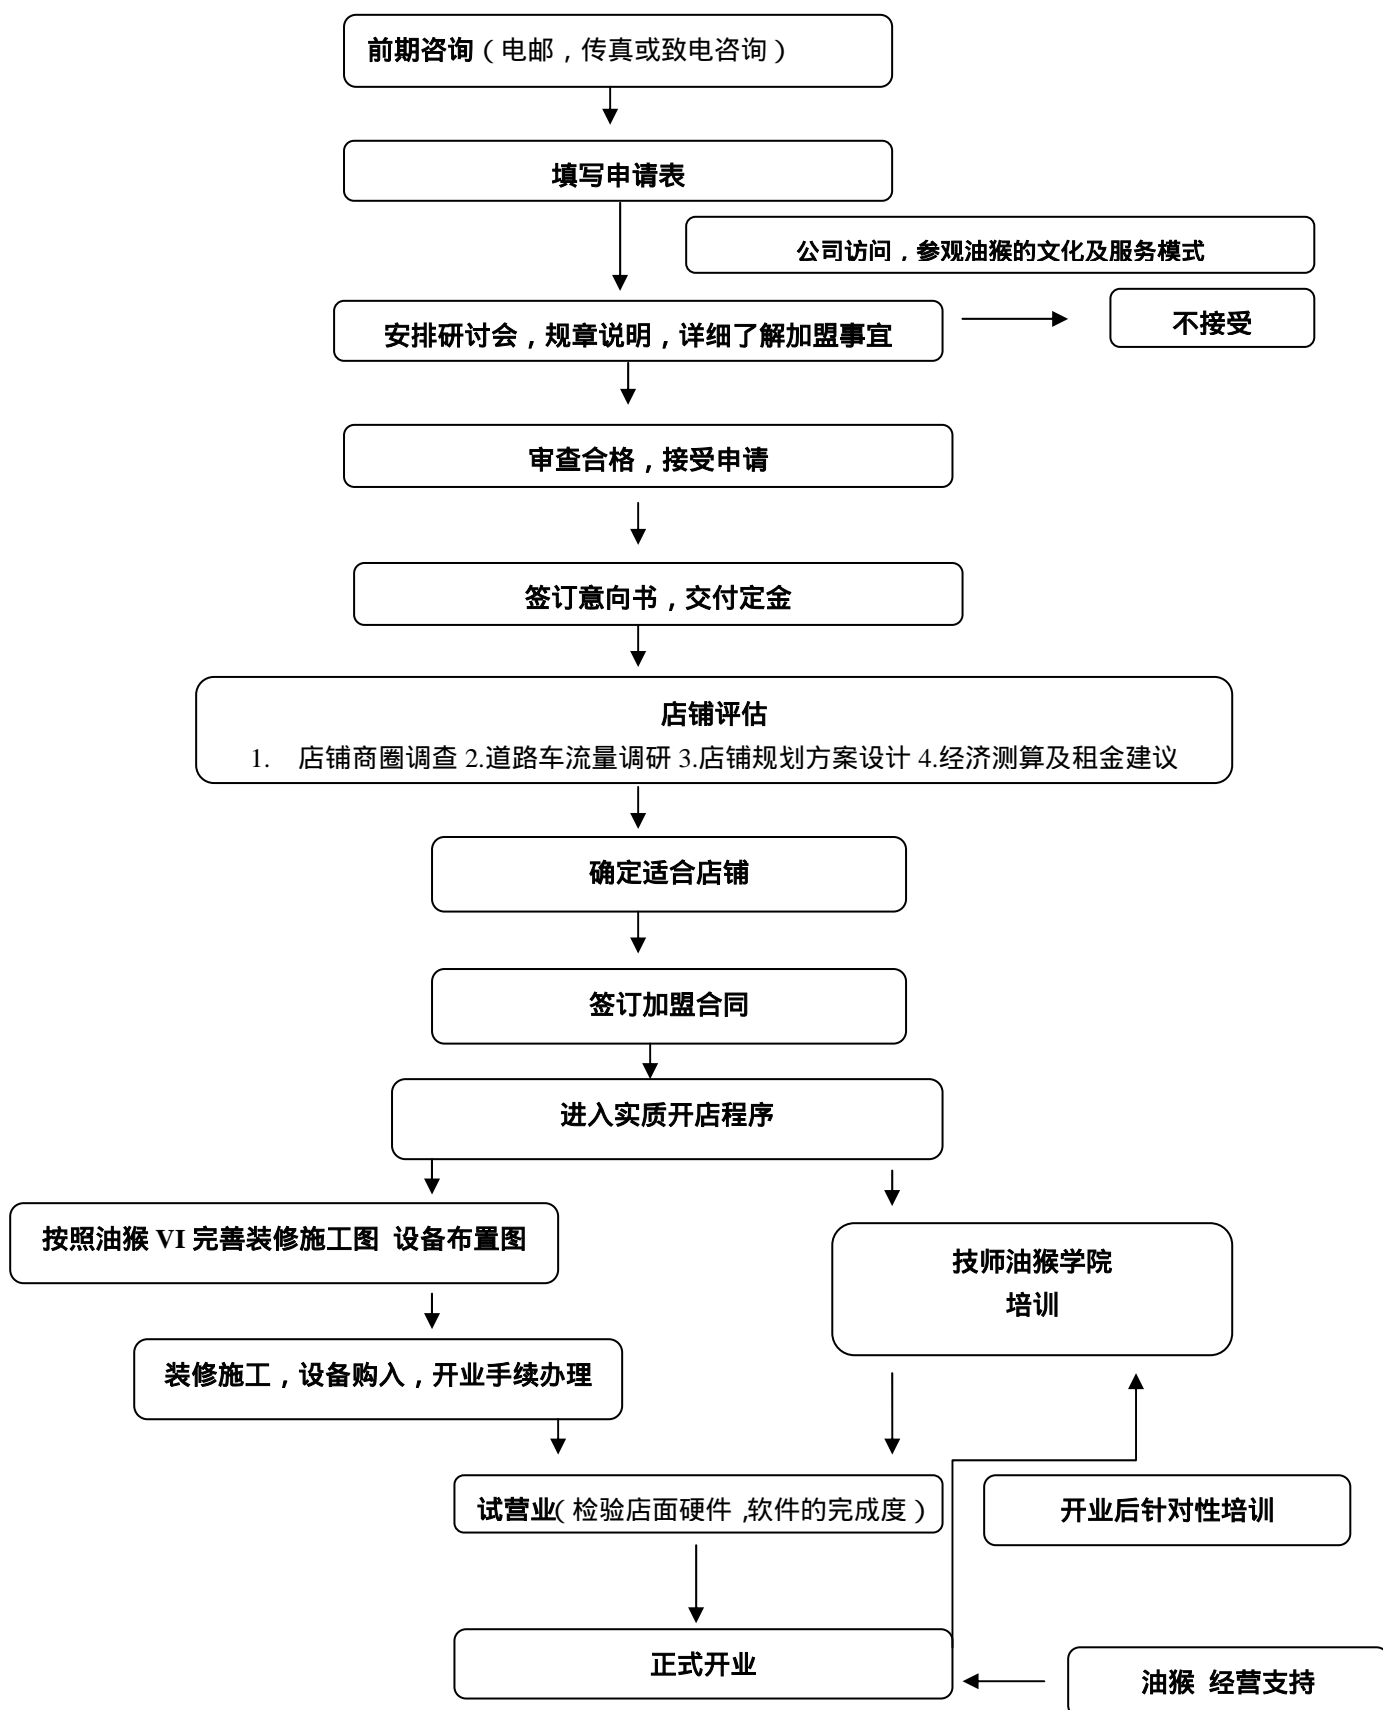 前期咨询（电邮，传真或致电咨询）
填写申请表
公司访问，参观油猴的文化及服务模式
安排研讨会，规章说明，详细了解加盟事宜
不接受
审查合格，接受申请
签订意向书，交付定金
店铺评估
1. 店铺商圈调查 2.道路车流量调研 3.店铺规划方案设计 4.经济测算及租金建议
确定适合店铺
签订加盟合同
进入实质开店程序
按照油猴 VI 完善装修施工图 设备布置图
技师油猴学院
培训
装修施工，设备购入，开业手续办理
试营业（检验店面硬件,软件的完成度）
开业后针对性培训
正式开业
油猴 经营支持